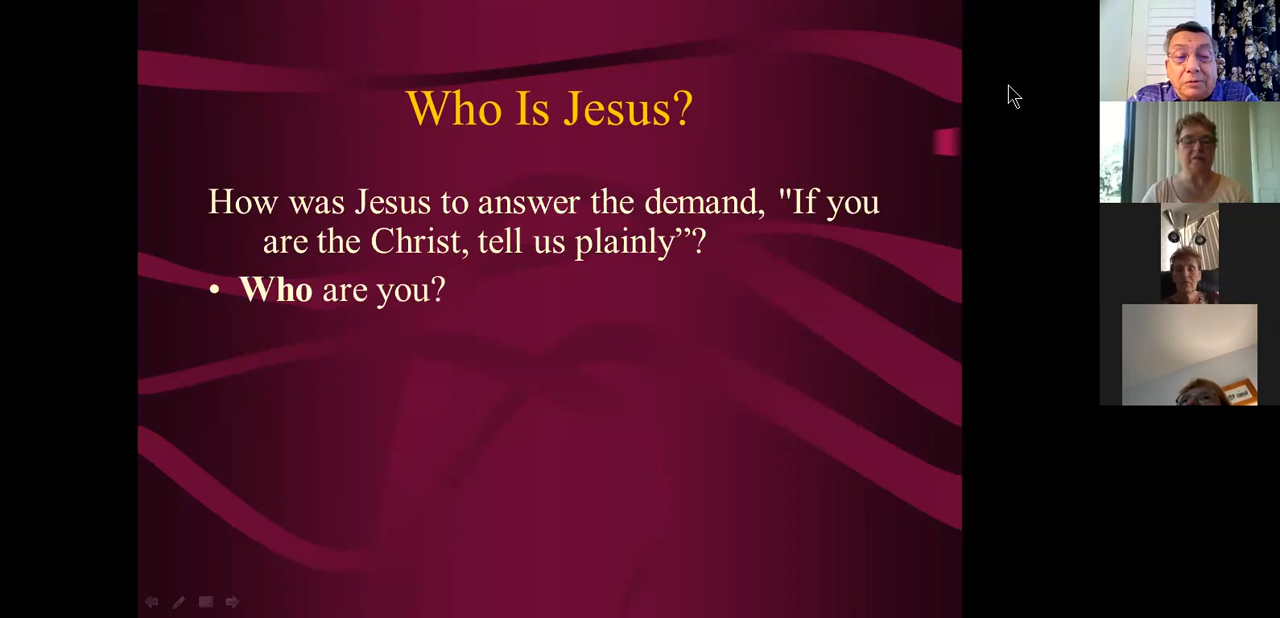 Who Is Jesus?
How was Jesus to answer the demand, "If you
are the Christ, tell us plainly”?
• Who are you?